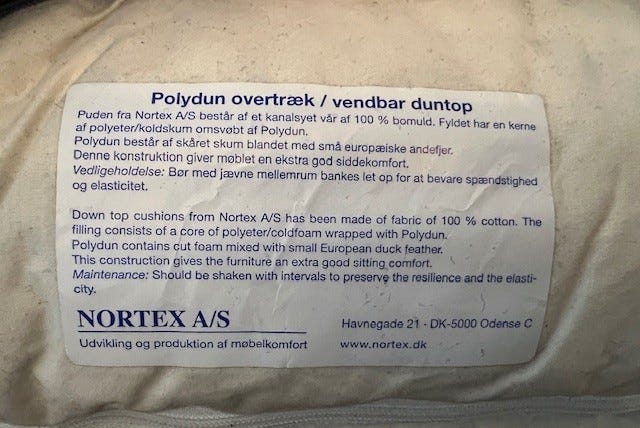 Polydun overtræk / vendbar duntop
Puden fra Nortex A/S består af et kanalsyet vår af 100 % bomuld. Fyldet har en kerne
af polyeter/koldskum omsvøbt af Polydun.
Polydun består af skåret skum blandet med små europæiske andefjer.
Denne konstruktion giver møblet en ekstra god siddekomfort.
Vedligeholdelse: Bør med jævne mellemrum bankes let op for at bevare spændstighed
og elasticitet.
Down top cushions from Nortex A/S has been made of fabric of 100 % cotton. The
filling consists of a core of polyeter/coldfoam wrapped with Polydun.
Polydun contains cut foam mixed with small European duck feather.
This construction gives the furniture an extra good sitting comfort.
Maintenance: Should be shaken with intervals to preserve the resilience and the elasti-
city.
NORTEX A/S
Udvikling og produktion af møbelkomfort
Havnegade 21 · DK-5000 Odense C
www.nortex.dk